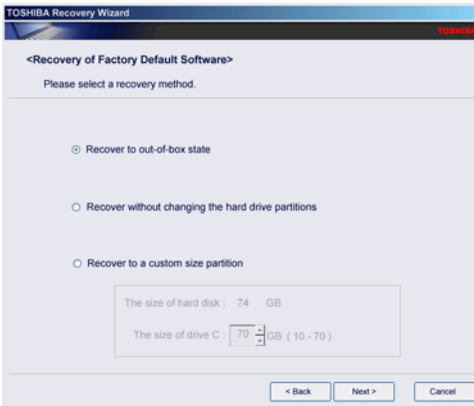 TOSHIBA Recovery Wizard
TOSHIBA
<Recovery of Factory Default Software>
Please select a recovery method.
Recover to out-of-box state
Recover without changing the hard drive partitions
Recover to a custom size partition
The size of hard disk : 74 GB
The size of drive C : 70 GB ( 10 - 70 )
< Back Next > Cancel